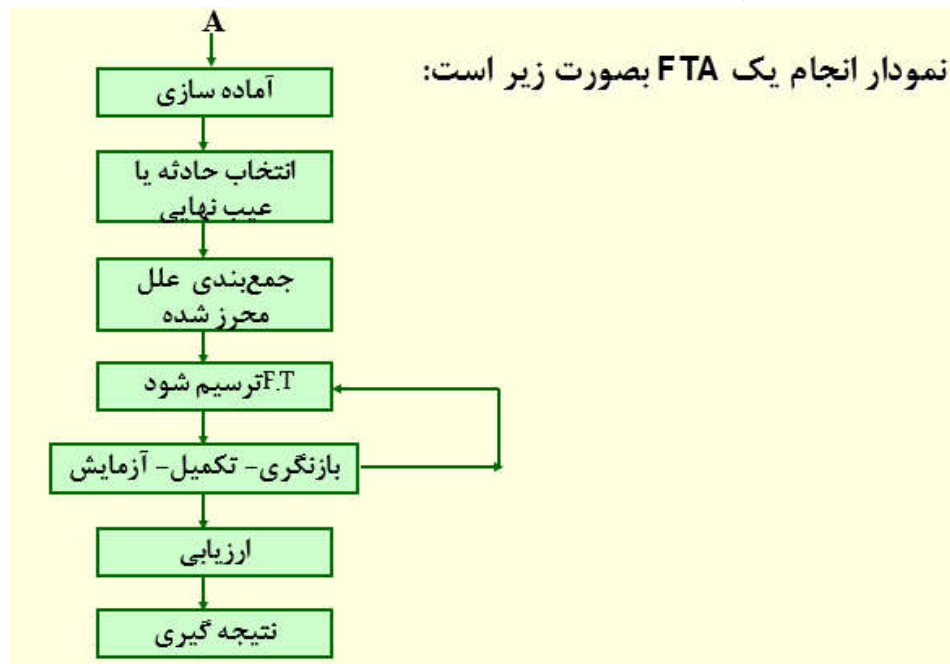 A
نمودار انجام یک FTA بصورت زیر است:
آماده سازی
انتخاب حادثه یا
عیب نهایی
جمع‌بندی علل
محرز شده
F.Tترسیم شود
بازنگری- تکمیل- آزمایش
ارزیابی
نتیجه گیری